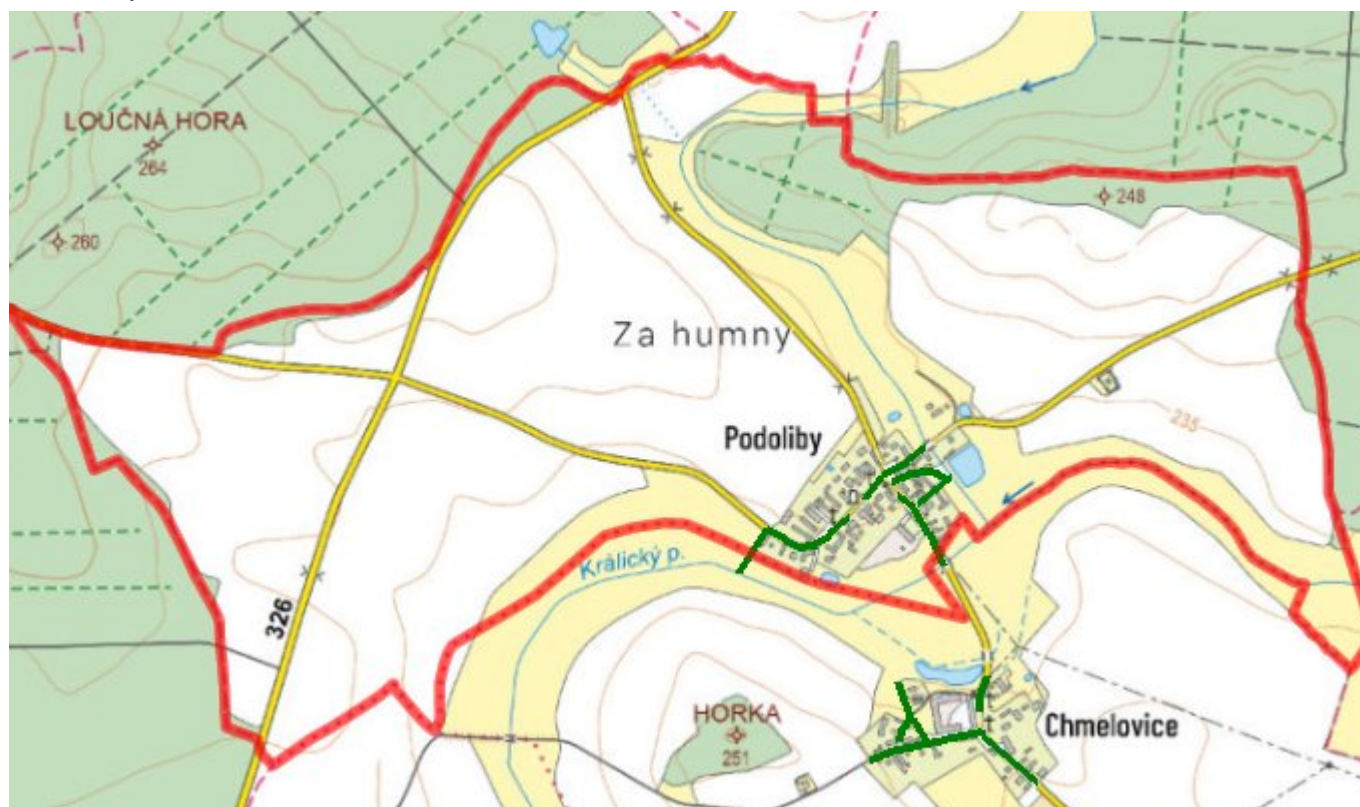 LOUČNÁ HORA
264
260
248
Za humny
235
Podoliby
Králický p.
326
HORKA
251
Chmelovice